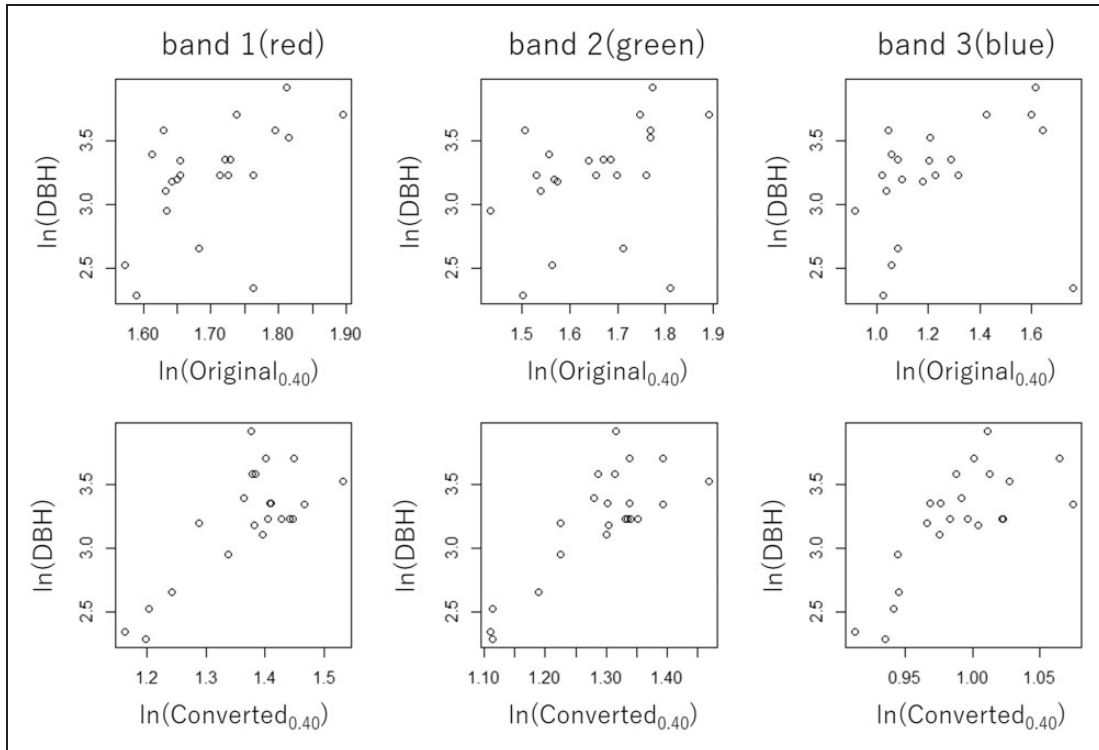 band 1(red) band 2(green) band 3(blue)
ln(DBH) ln(DBH) ln(DBH)
3.5 3.5 3.5
3.0 3.0 3.0
2.5 2.5 2.5
1.60 1.70 1.80 1.90 1.5 1.6 1.7 1.8 1.9 1.0 1.2 1.4 1.6
ln(Original0.40) ln(Original0.40) ln(Original0.40)
ln(DBH) ln(DBH) ln(DBH)
3.5 3.5 3.5
3.0 3.0 3.0
2.5 2.5 2.5
1.2 1.3 1.4 1.5 1.10 1.20 1.30 1.40 0.95 1.00 1.05
ln(Converted0.40) ln(Converted0.40) ln(Converted0.40)